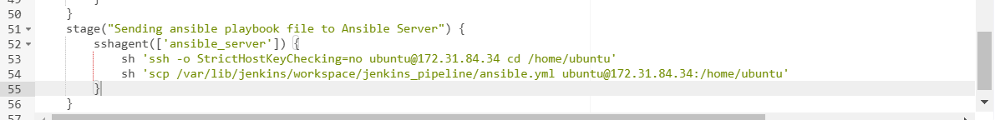 49 }
50 }
51 stage("Sending ansible playbook file to Ansible Server") {
52 sshagent(['ansible_server']) {
53 sh 'ssh -o StrictHostKeyChecking=no ubuntu@172.31.84.34 cd /home/ubuntu'
54 sh 'scp /var/lib/jenkins/workspace/jenkins_pipeline/ansible.yml ubuntu@172.31.84.34:/home/ubuntu'
55 }
56 }
57